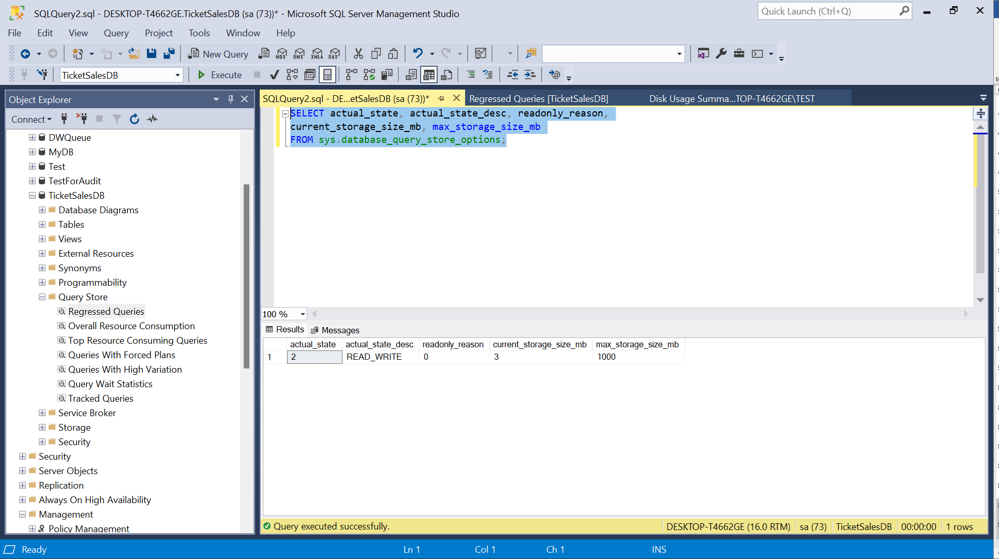 SQLQuery2.sql - DESKTOP-T4662GE.TicketSalesDB (sa (73))* - Microsoft SQL Server Management Studio
Quick Launch (Ctrl+Q)
File Edit View Query Project Tools Window Help
New Query MDX DMX XMLA DAX
TicketSalesDB Execute
Object Explorer
Connect
DWQueue
MyDB
Test
TestForAudit
TicketSalesDB
Database Diagrams
Tables
Views
External Resources
Synonyms
Programmability
Query Store
Regressed Queries
Overall Resource Consumption
Top Resource Consuming Queries
Queries With Forced Plans
Queries With High Variation
Query Wait Statistics
Tracked Queries
Service Broker
Storage
Security
Security
Server Objects
Replication
Always On High Availability
Management
Policy Management
SQLQuery2.sql - DE...etSalesDB (sa (73))* Regressed Queries [TicketSalesDB] Disk Usage Summa...TOP-T4662GE\TEST
SELECT actual_state, actual_state_desc, readonly_reason,
current_storage_size_mb, max_storage_size_mb
FROM sys.database_query_store_options;
100 %
Results Messages
actual_state actual_state_desc readonly_reason current_storage_size_mb max_storage_size_mb
1 2 READ_WRITE 0 3 1000
Query executed successfully. DESKTOP-T4662GE (16.0 RTM) sa (73) TicketSalesDB 00:00:00 1 rows
Ready Ln 1 Col 1 Ch 1 INS